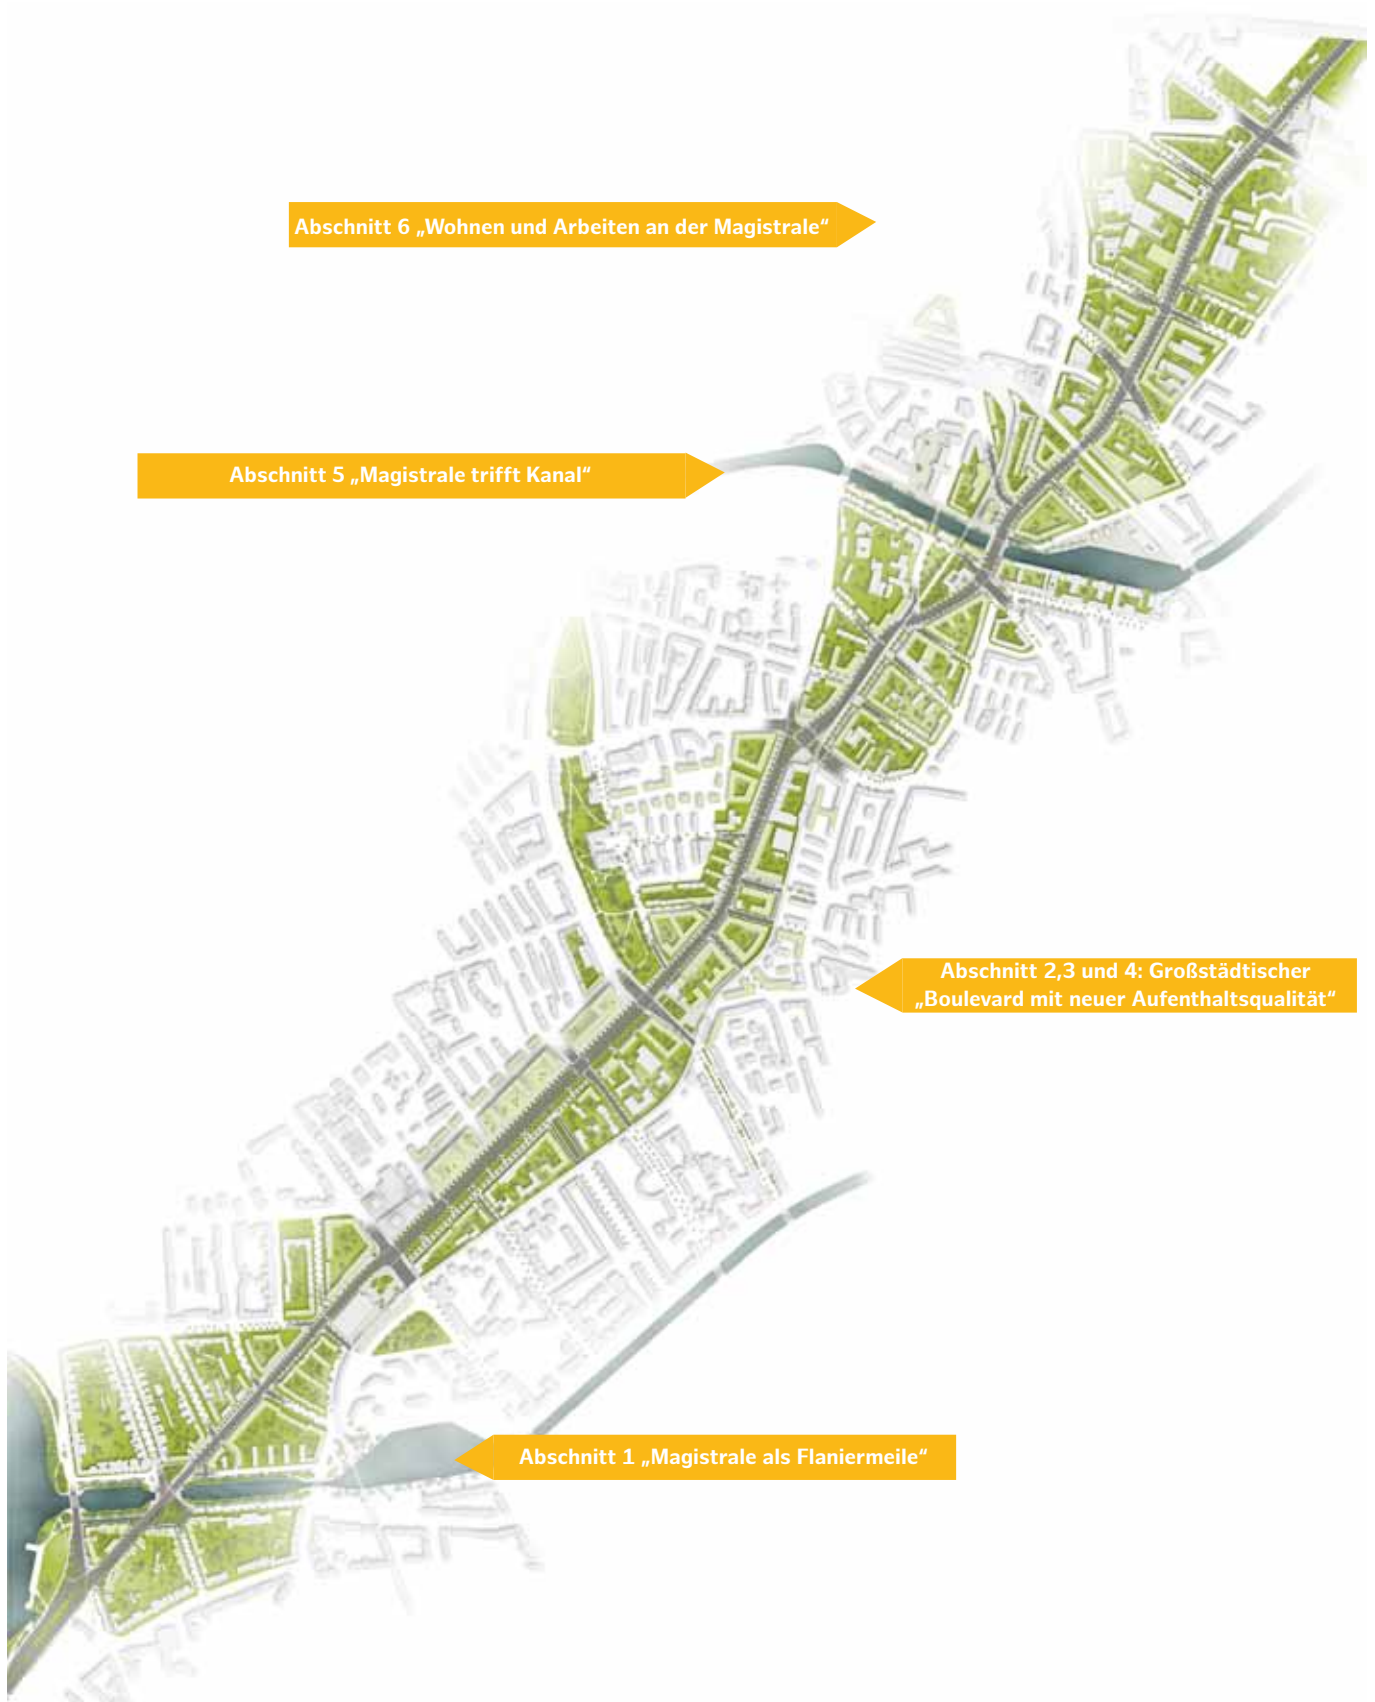 Abschnitt 6 „Wohnen und Arbeiten an der Magistrale“
Abschnitt 5 „Magistrale trifft Kanal“
Abschnitt 2,3 und 4: Großstädtischer
„Boulevard mit neuer Aufenthaltsqualität“
Abschnitt 1 „Magistrale als Flaniermeile“